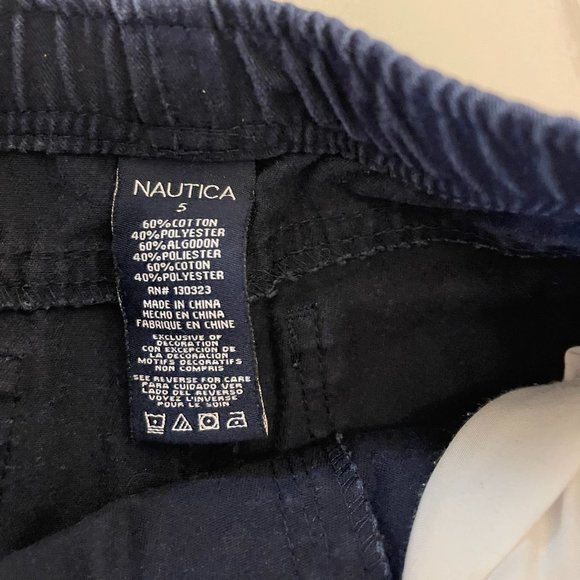 NAUTICA
5
60% COTTON
40% POLYESTER
60% ALGODON
40% POLIESTER
60% COTON
40% POLYESTER
RN# 130323
MADE IN CHINA
HECHO EN CHINA
FABRIQUE EN CHINE
EXCLUSIVE OF
DECORATION
CON EXCEPCIÓN DE
LA DECORACION
MOTIFS DECORATIFS
NON COMPRIS
SEE REVERSE FOR CARE
PARA CUIDADO VER
LADO DEL REVERSO
VOYEZ L'INVERSE
POUR LE SOIN